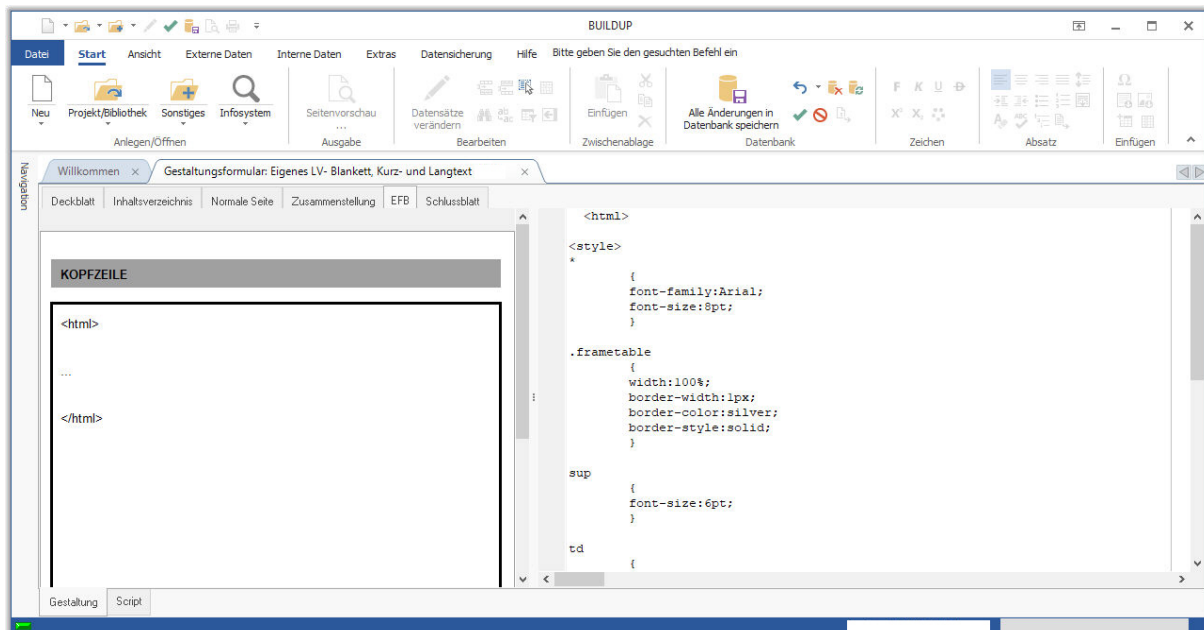 BUILDUP
Datei Start Ansicht Externe Daten Interne Daten Extras Datensicherung Hilfe Bitte geben Sie den gesuchten Befehl ein
Neu Projekt/Bibliothek Sonstiges Infosystem
Anlegen/Öffnen
Seitenvorschau
...
Ausgabe
Datensätze
verändern
Bearbeiten
Einfügen
Zwischenablage
Alle Änderungen in
Datenbank speichern
Datenbank
F K U D
X² X₂
Zeichen
Absatz
Ω
Einfügen
Navigation
Willkommen × Gestaltungsformular: Eigenes LV- Blankett, Kurz- und Langtext ×
Deckblatt Inhaltsverzeichnis Normale Seite Zusammenstellung EFB Schlussblatt
KOPFZEILE
<html>
...
</html>
<html>
<style>
*
{
font-family:Arial;
font-size:8pt;
}
.frametable
{
width:100%;
border-width:1px;
border-color:silver;
border-style:solid;
}
sup
{
font-size:6pt;
}
td
{
Gestaltung Script